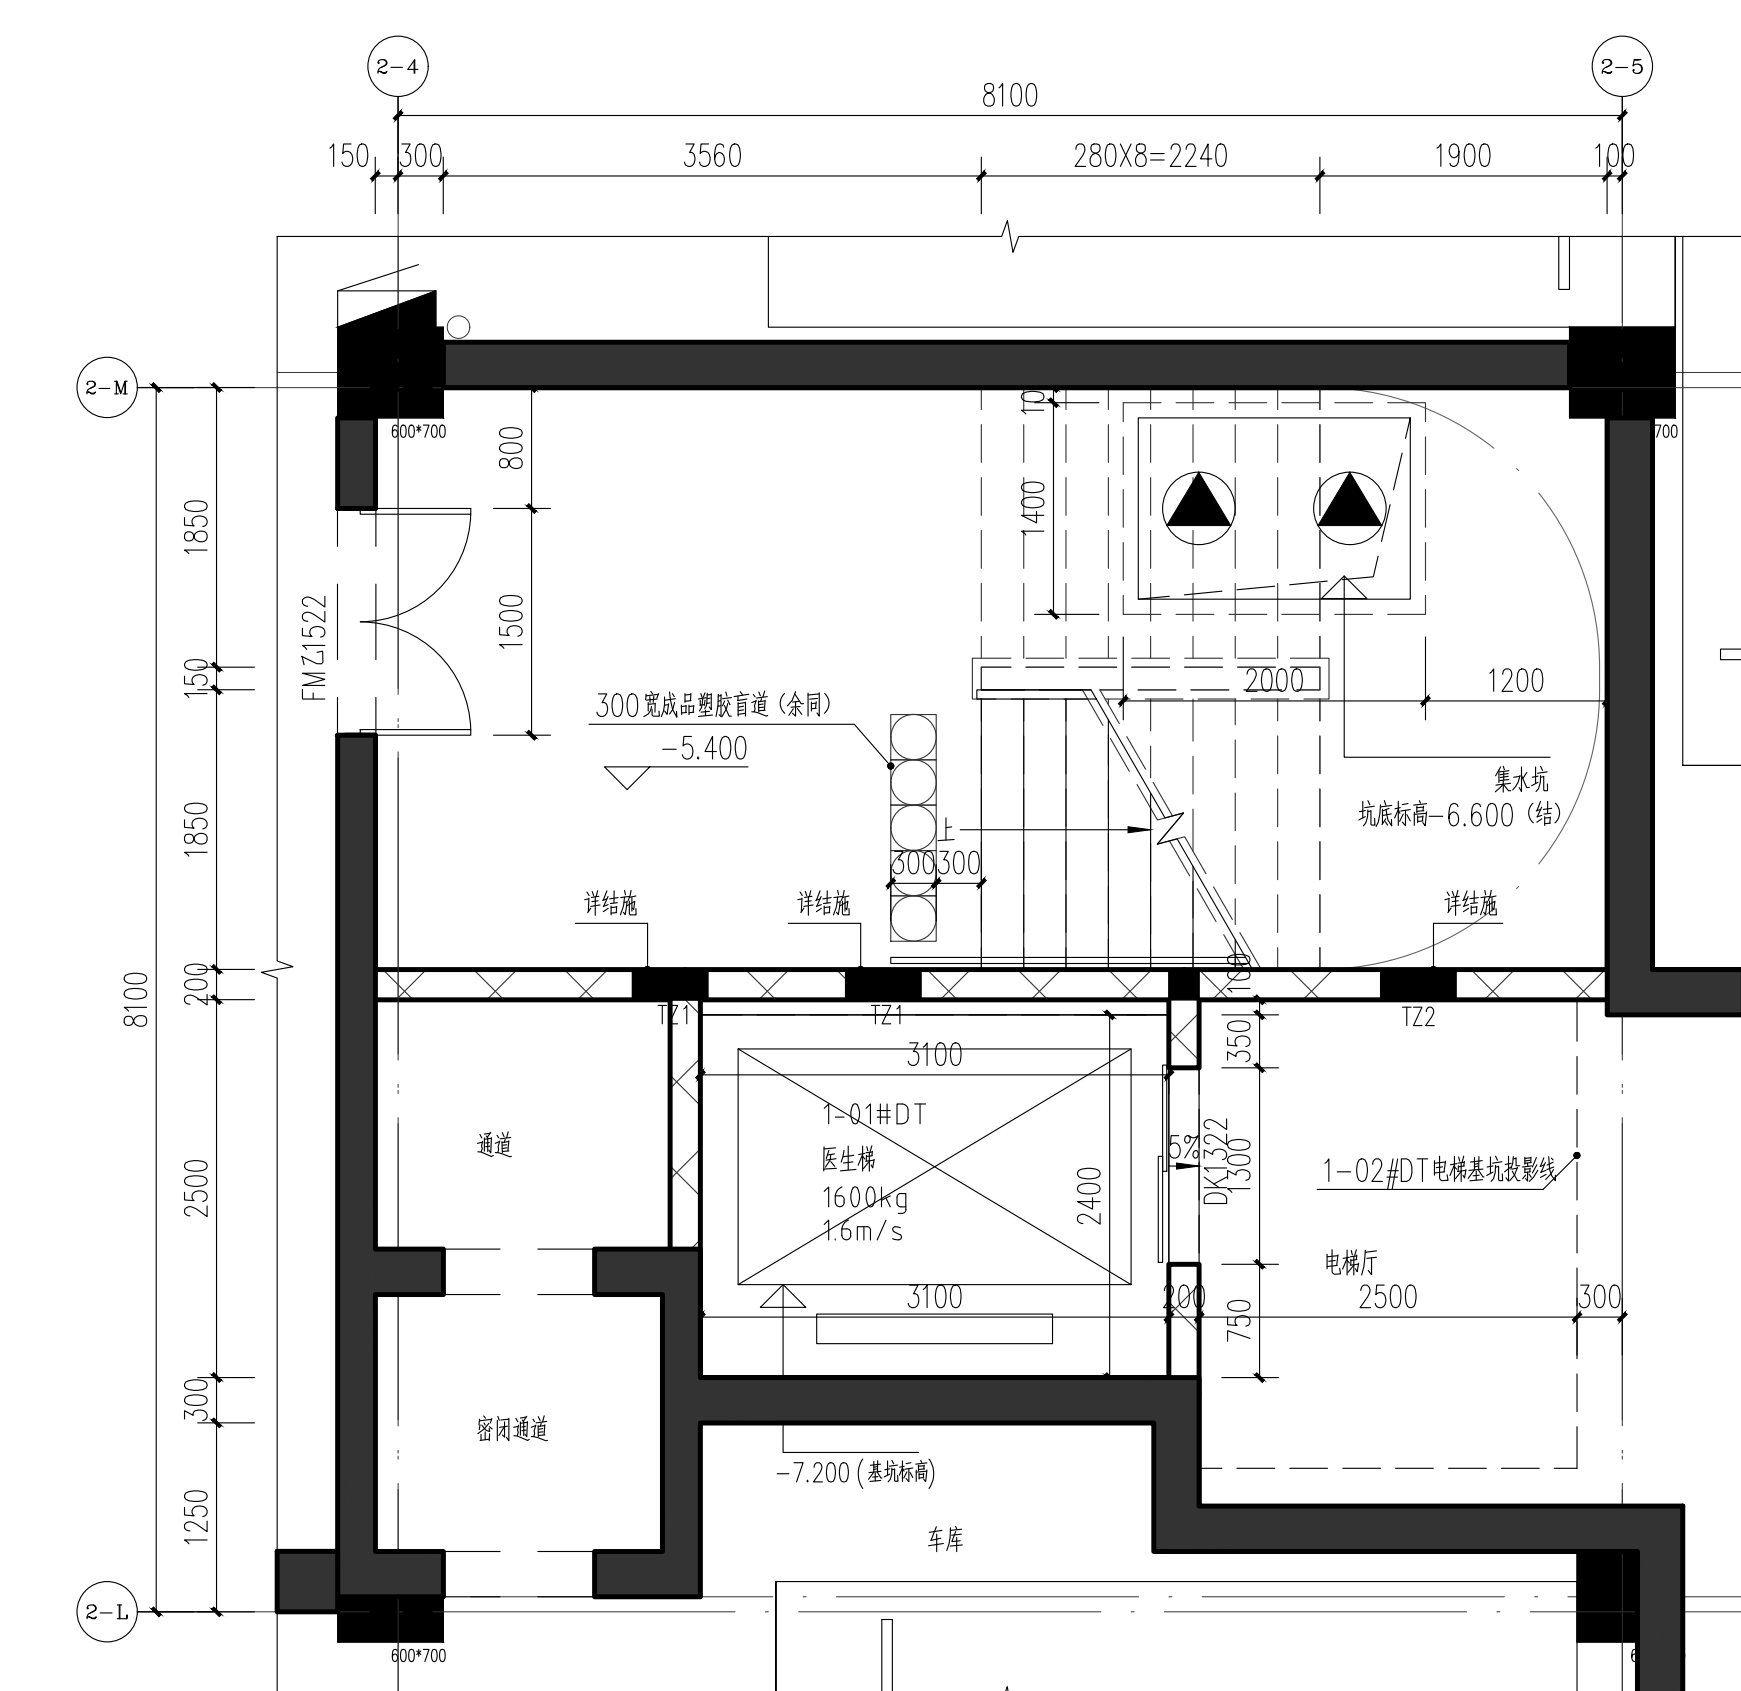 2-4
2-5
8100
150
300
3560
280X8=2240
1900
100
2-M
600*700
700
800
10
1850
1400
FMZ1522
1500
150
2000
1200
300宽成品塑胶盲道（余同）
-5.400
集水坑
坑底标高-6.600（结）
上
1850
300
300
详结施
详结施
详结施
8100
200
100
TZ1
TZ1
TZ2
350
3100
1-01#DT
通道
5%
DK1322
1300
医生梯
1-02#DT电梯基坑投影线
2500
2400
1600kg
1.6m/s
电梯厅
3100
200
2500
300
750
300
密闭通道
-7.200(基坑标高)
1250
车库
2-L
600*700
6